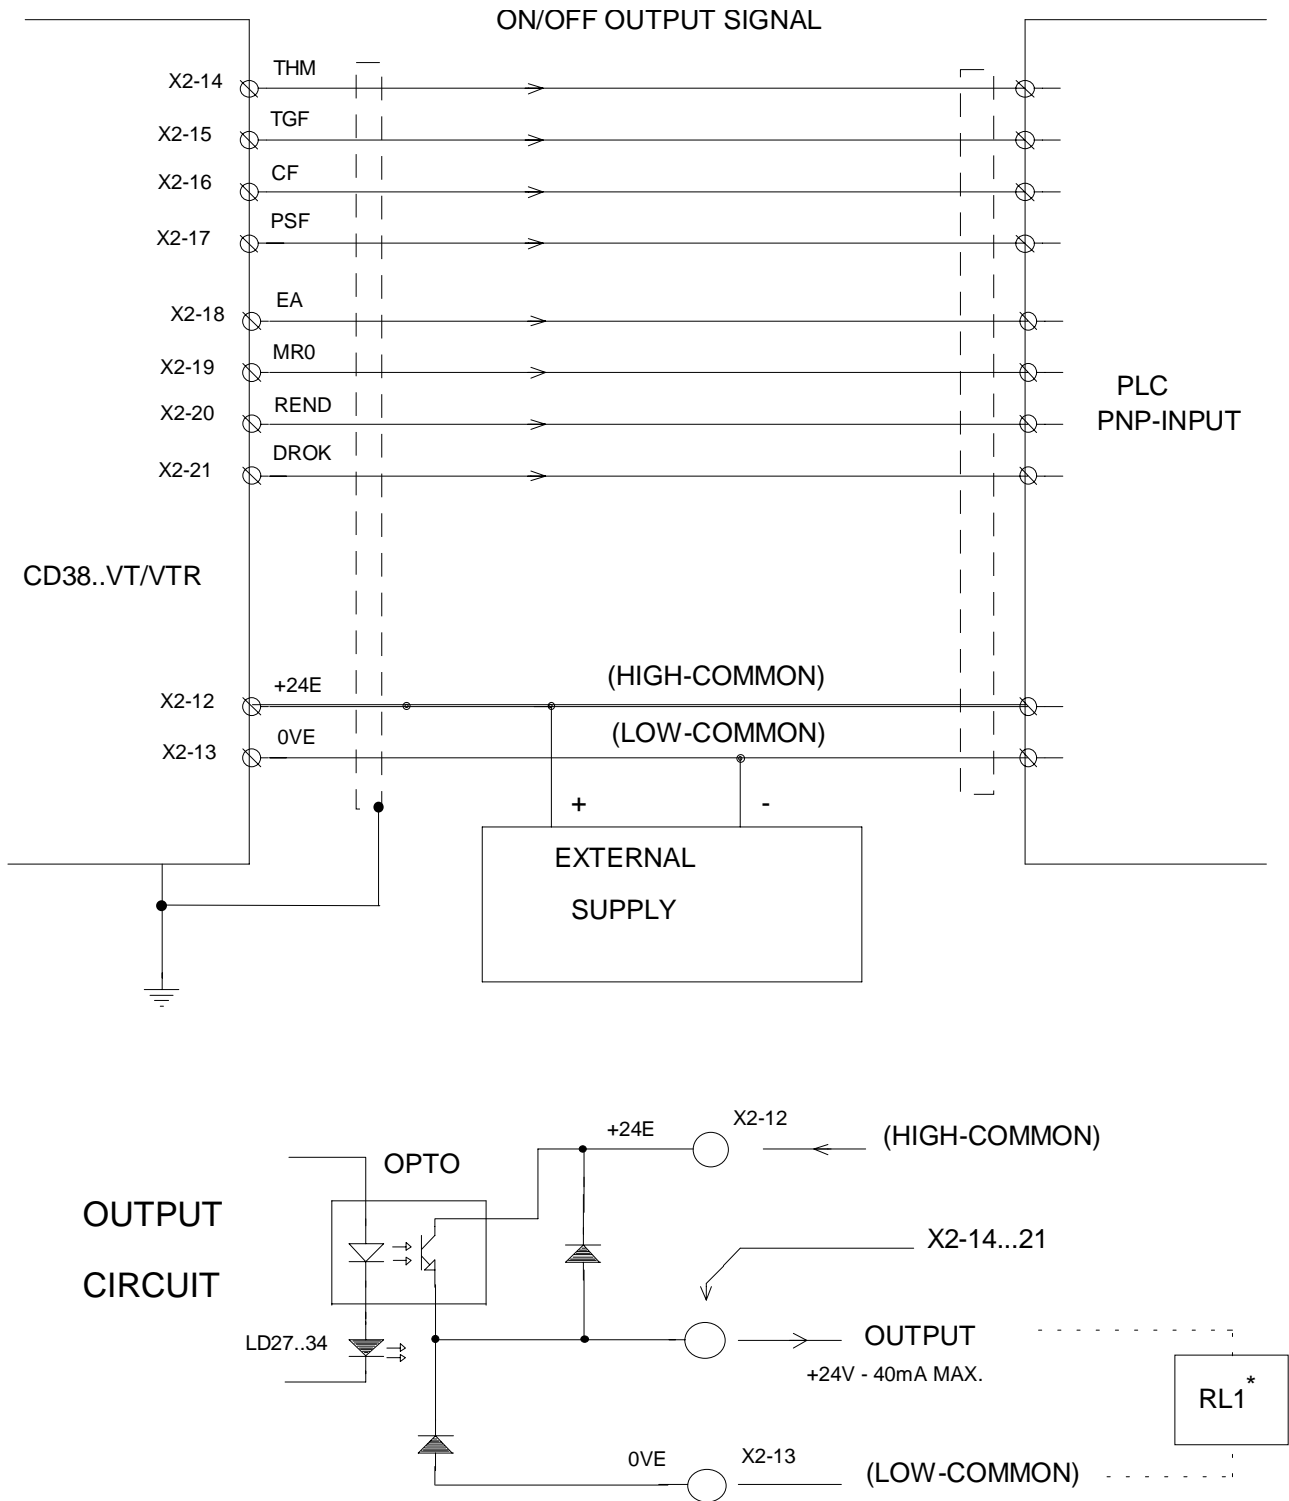 ON/OFF OUTPUT SIGNAL
X2-14 THM
X2-15 TGF
X2-16 CF
X2-17 PSF
X2-18 EA
X2-19 MR0
X2-20 REND
X2-21 DROK
PLC
PNP-INPUT
CD38..VT/VTR
X2-12 +24E (HIGH-COMMON)
X2-13 0VE (LOW-COMMON)
+ -
EXTERNAL
SUPPLY
+24E X2-12 (HIGH-COMMON)
OPTO
OUTPUT
CIRCUIT
X2-14...21
LD27..34
OUTPUT
+24V - 40mA MAX.
RL1*
0VE X2-13 (LOW-COMMON)